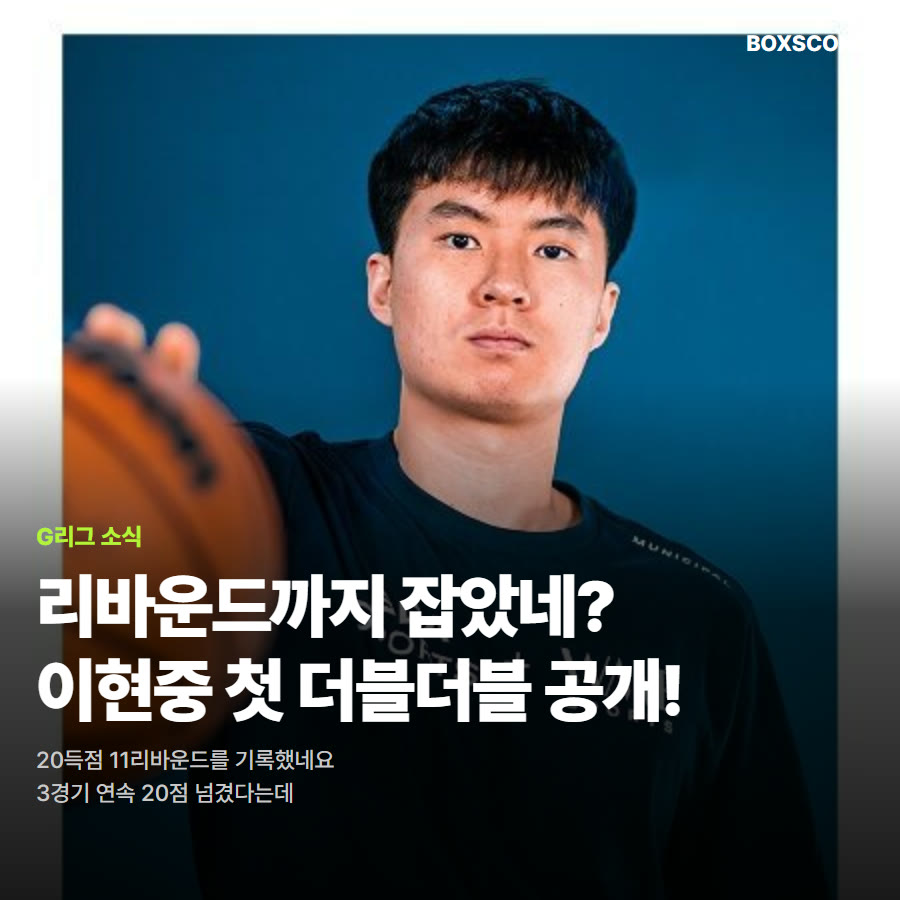 BOXSCO
G리그 소식
MUNICIPAL
리바운드까지 잡았네?
이현중 첫 더블더블 공개!
20득점 11리바운드를 기록했네요
3경기 연속 20점 넘겼다는데